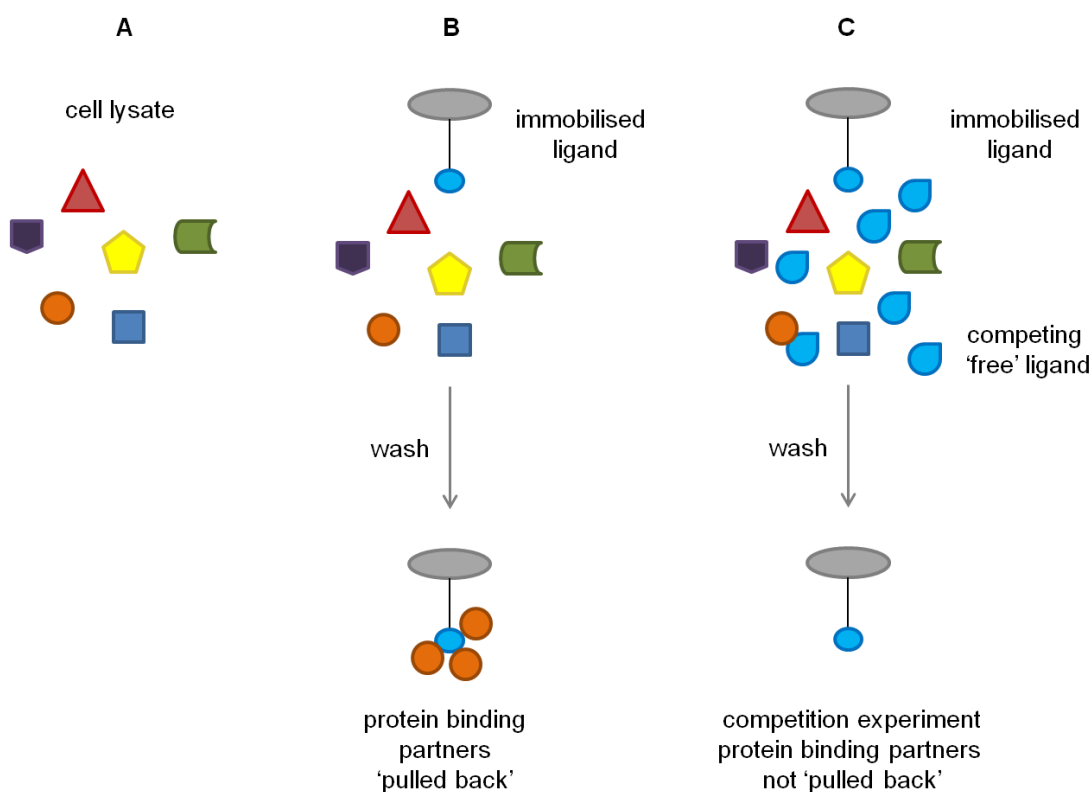 A
B
C
cell lysate
immobilised
ligand
immobilised
ligand
competing
‘free’ ligand
wash
wash
protein binding
partners
‘pulled back’
competition experiment
protein binding partners
not ‘pulled back’